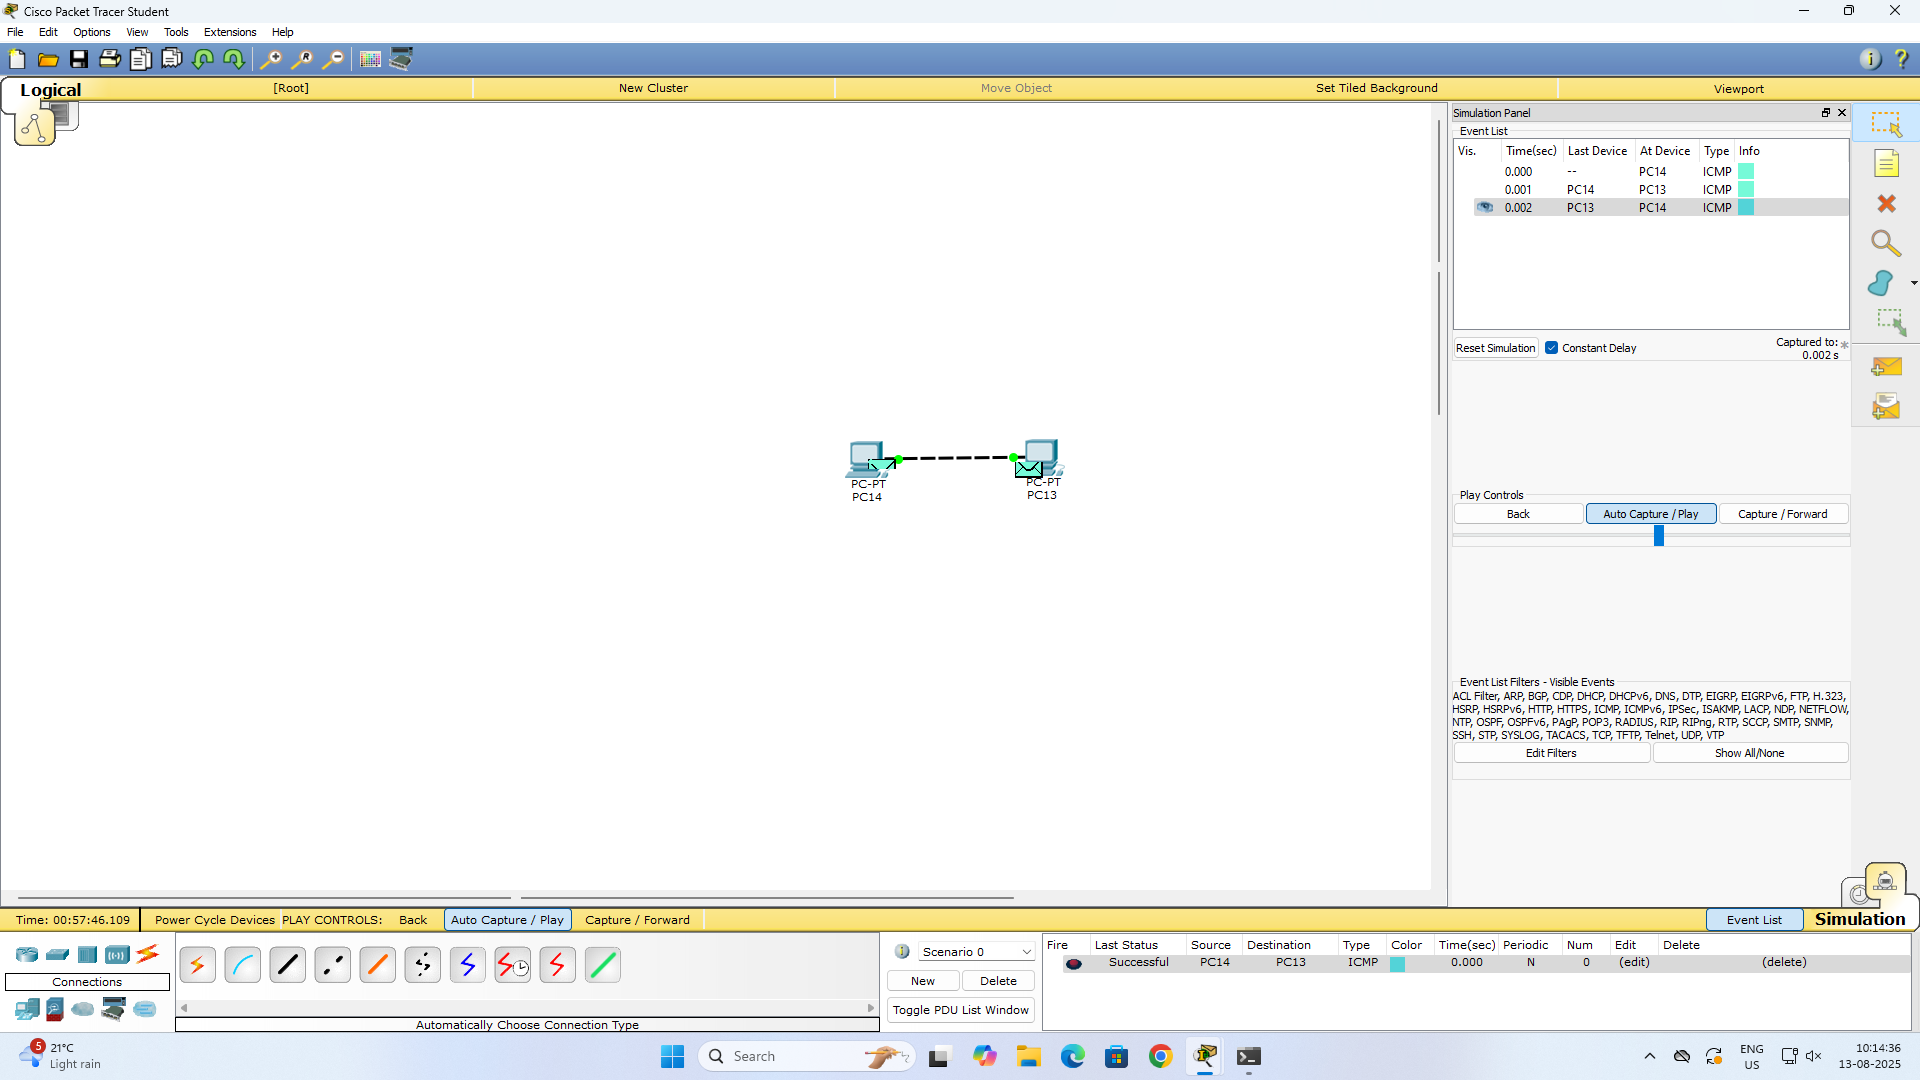 Cisco Packet Tracer Student
File Edit Options View Tools Extensions Help
Logical [Root] New Cluster Move Object Set Tiled Background Viewport
Simulation Panel
Event List
Vis. Time(sec) Last Device At Device Type Info
0.000 -- PC14 ICMP
0.001 PC14 PC13 ICMP
0.002 PC13 PC14 ICMP
Reset Simulation Constant Delay Captured to: *
0.002 s
PC-PT
PC14
PC-PT
PC13
Play Controls
Back Auto Capture / Play Capture / Forward
Event List Filters - Visible Events
ACL Filter, ARP, BGP, CDP, DHCP, DHCPv6, DNS, DTP, EIGRP, EIGRPv6, FTP, H.323,
HSRP, HSRPv6, HTTP, HTTPS, ICMP, ICMPv6, IPSec, ISAKMP, LACP, NDP, NETFLOW,
NTP, OSPF, OSPFv6, PAgP, POP3, RADIUS, RIP, RIPng, RTP, SCCP, SMTP, SNMP,
SSH, STP, SYSLOG, TACACS, TCP, TFTP, Telnet, UDP, VTP
Edit Filters Show All/None
Time: 00:57:46.109 Power Cycle Devices PLAY CONTROLS: Back Auto Capture / Play Capture / Forward Event List Simulation
Connections
Automatically Choose Connection Type
Scenario 0
New Delete
Toggle PDU List Window
Fire Last Status Source Destination Type Color Time(sec) Periodic Num Edit Delete
Successful PC14 PC13 ICMP 0.000 N 0 (edit) (delete)
5
21°C
Light rain
Search
ENG
US
10:14:36
13-08-2025